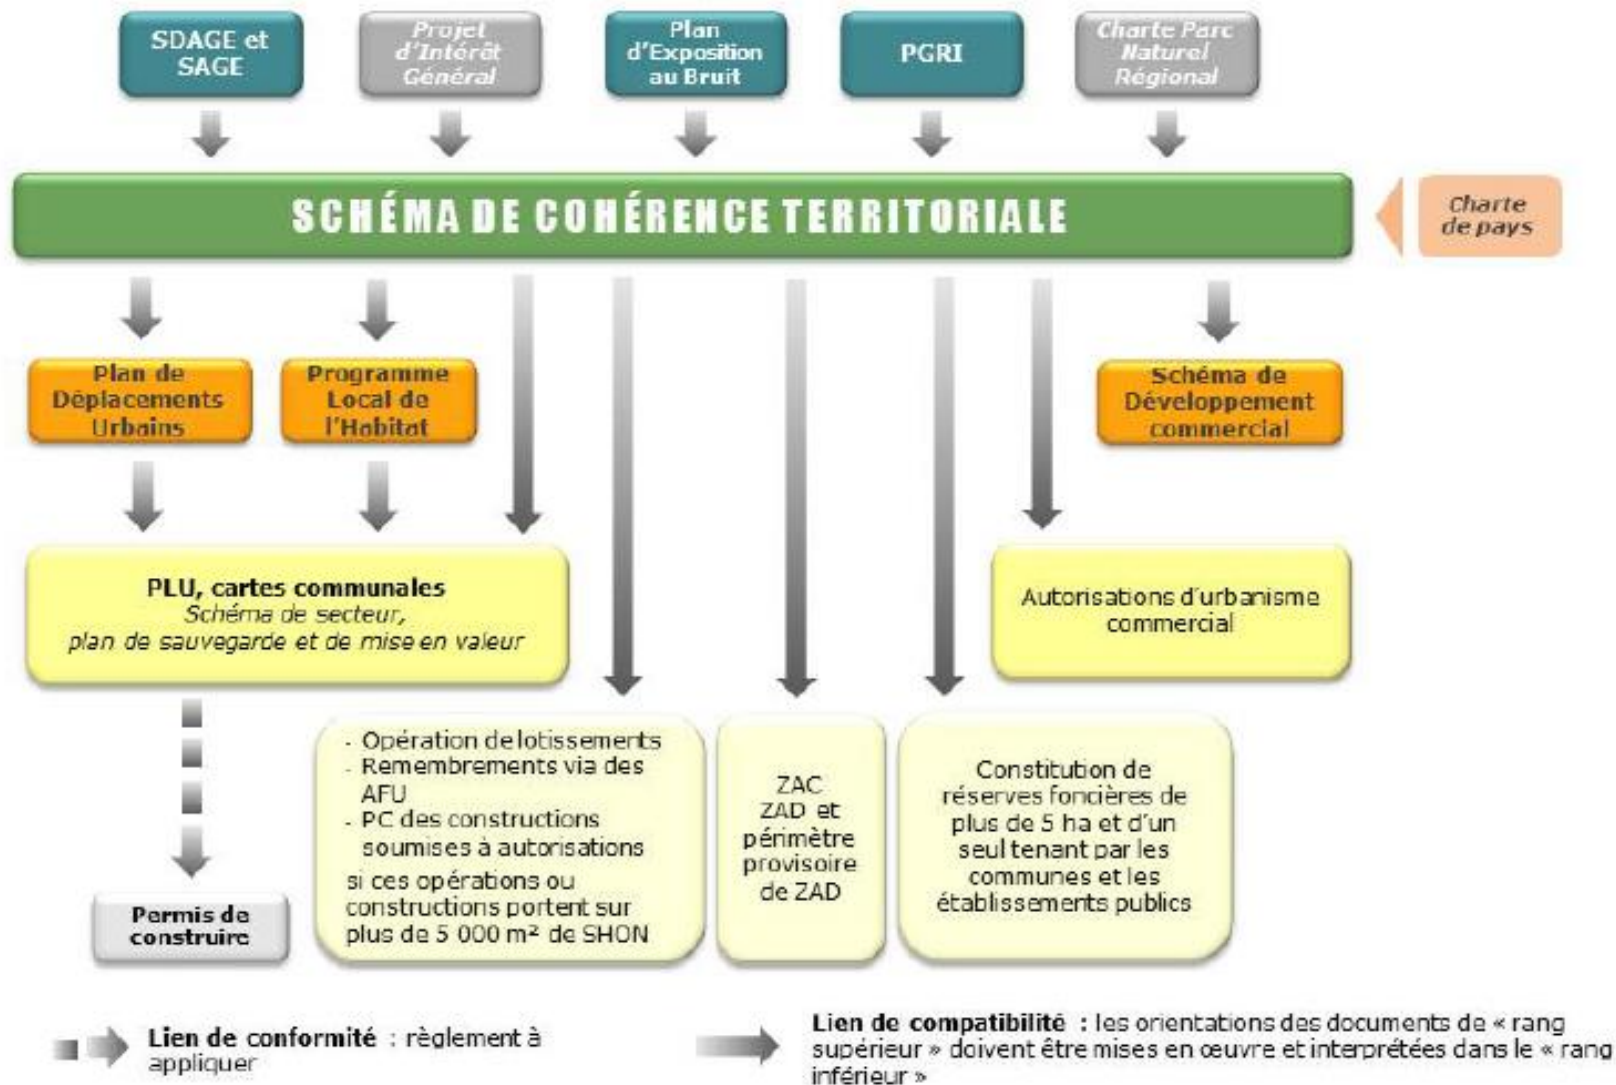 SDAGE et
SAGE
Projet
d'Intérêt
Général
Plan
d'Exposition
au Bruit
PGRI
Charte Parc
Naturel
Régional
SCHÉMA DE COHÉRENCE TERRITORIALE
Charte
de pays
Plan de
Déplacements
Urbains
Programme
Local de
l'Habitat
Schéma de
Développement
commercial
PLU, cartes communales
Schéma de secteur,
plan de sauvegarde et de mise en valeur
Autorisations d'urbanisme
commercial
- Opération de lotissements
- Remembrements via des
AFU
- PC des constructions
soumises à autorisations
si ces opérations ou
constructions portent sur
plus de 5 000 m² de SHON
ZAC
ZAD et
périmètre
provisoire
de ZAD
Constitution de
réserves foncières de
plus de 5 ha et d'un
seul tenant par les
communes et les
établissements publics
Permis de
construire
Lien de conformité : règlement à
appliquer
Lien de compatibilité : les orientations des documents de « rang
supérieur » doivent être mises en œuvre et interprétées dans le « rang
inférieur »